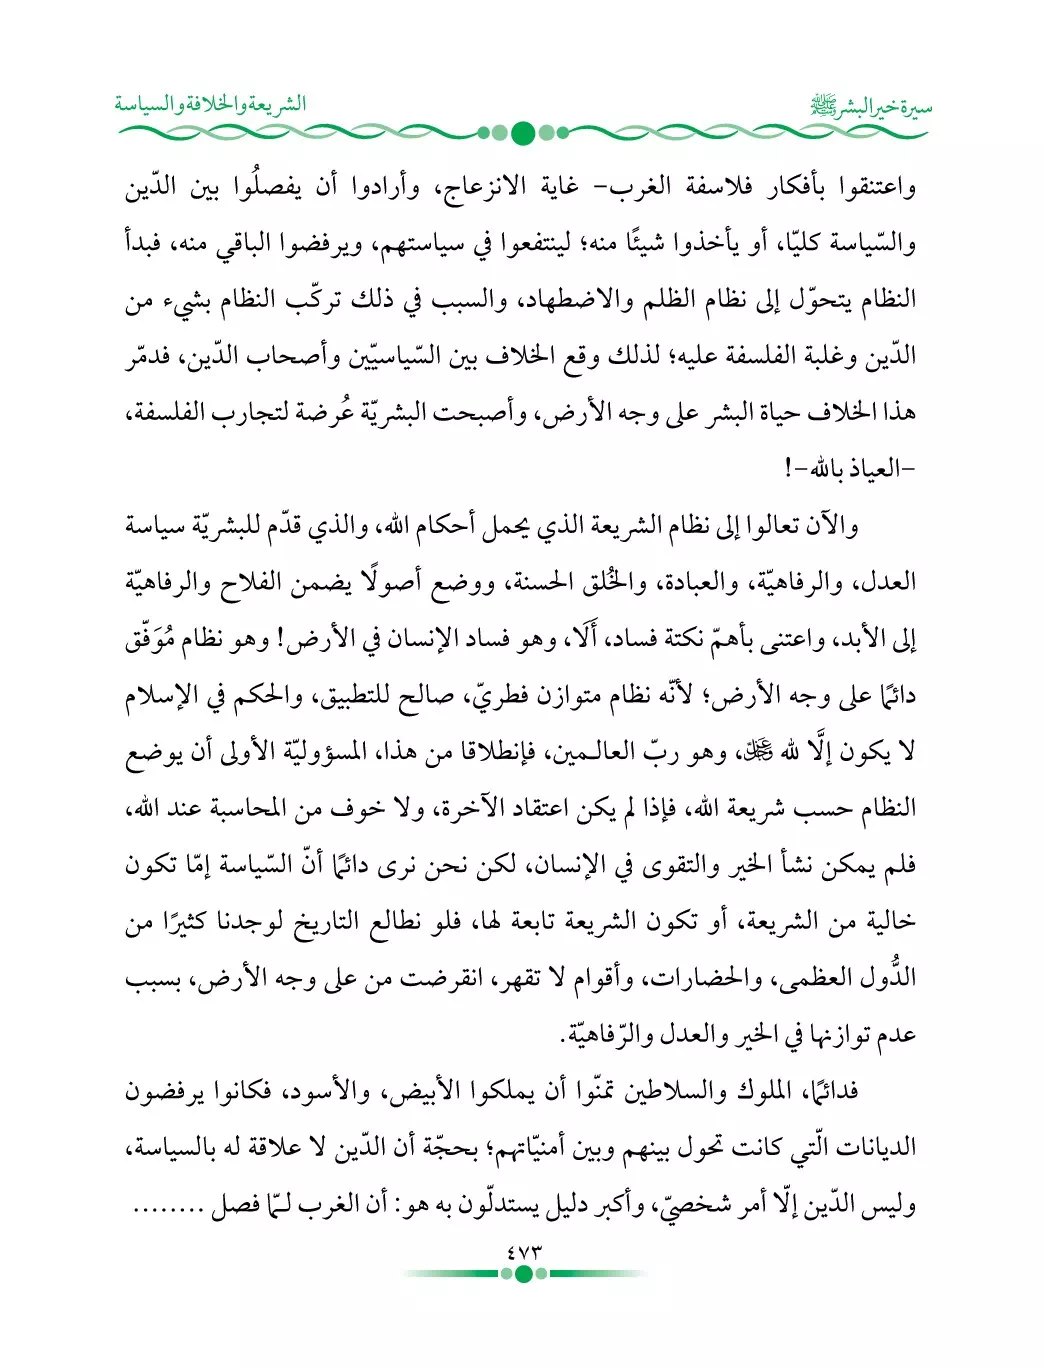 سيرة خير البشر ﷺ
الشريعة والخلافة والسياسة
واعتنقوا بأفكار فلاسفة الغرب- غاية الانزعاج، وأرادوا أن يفصلُوا بين الدّين
والسّياسة كليّا، أو يأخذوا شيئًا منه؛ لينتفعوا في سياستهم، ويرفضوا الباقي منه، فبدأ
النظام يتحوّل إلى نظام الظلم والاضطهاد، والسبب في ذلك تركّب النظام بشيء من
الدّين وغلبة الفلسفة عليه؛ لذلك وقع الخلاف بين السّياسيّين وأصحاب الدّين، فدمّر
هذا الخلاف حياة البشر على وجه الأرض، وأصبحت البشريّة عُرضة لتجارب الفلسفة،
-العياذ بالله-!
والآن تعالوا إلى نظام الشريعة الذي يحمل أحكام الله، والذي قدّم للبشريّة سياسة
العدل، والرفاهيّة، والعبادة، والخُلق الحسنة، ووضع أصولًا يضمن الفلاح والرفاهيّة
إلى الأبد، واعتنى بأهمّ نكتة فساد، أَلَا، وهو فساد الإنسان في الأرض! وهو نظام مُوَفّق
دائمًا على وجه الأرض؛ لأنّه نظام متوازن فطريّ، صالح للتطبيق، والحكم في الإسلام
لا يكون إلَّا لله ﷻ، وهو ربّ العالـمين، فإنطلاقا من هذا، المسؤوليّة الأولى أن يوضع
النظام حسب شريعة الله، فإذا لم يكن اعتقاد الآخرة، ولا خوف من المحاسبة عند الله،
فلم يمكن نشأ الخير والتقوى في الإنسان، لكن نحن نرى دائمًا أنّ السّياسة إمّا تكون
خالية من الشريعة، أو تكون الشريعة تابعة لها، فلو نطالع التاريخ لوجدنا كثيرًا من
الدُّول العظمى، والحضارات، وأقوام لا تقهر، انقرضت من على وجه الأرض، بسبب
عدم توازنها في الخير والعدل والرّفاهيّة.
فدائمًا، الملوك والسلاطين تمنّوا أن يملكوا الأبيض، والأسود، فكانوا يرفضون
الديانات الّتي كانت تحول بينهم وبين أمنيّاتهم؛ بحجّة أن الدّين لا علاقة له بالسياسة،
وليس الدّين إلّا أمر شخصيّ، وأكبر دليل يستدلّون به هو: أن الغرب لـمّا فصل ........
٤٧٣